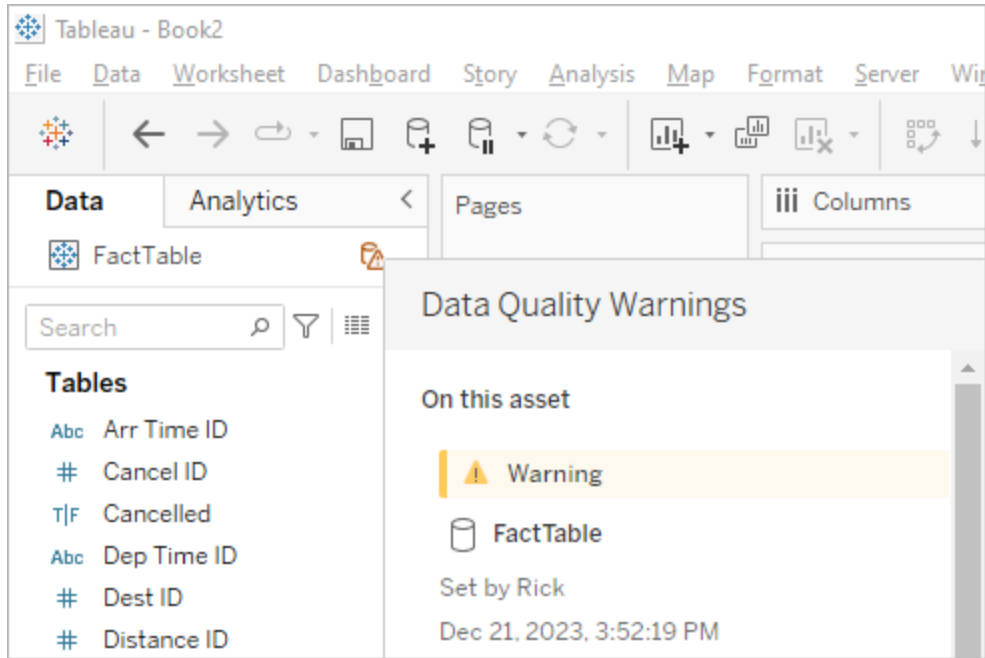 Tableau - Book2
File Data Worksheet Dashboard Story Analysis Map Format Server
Data Analytics
Pages
Columns
FactTable
Data Quality Warnings
Search
Tables
On this asset
Abc Arr Time ID
# Cancel ID
Warning
T|F Cancelled
FactTable
Abc Dep Time ID
# Dest ID
Set by Rick
# Distance ID
Dec 21, 2023, 3:52:19 PM